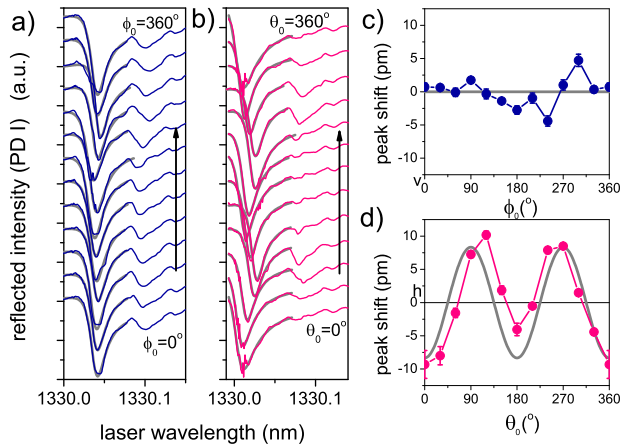 a)
b)
c)
d)
ϕ₀=360°
θ₀=360°
ϕ₀=0°
θ₀=0°
reflected intensity (PD I) (a.u.)
1330.0
1330.1
1330.0
1330.1
laser wavelength (nm)
peak shift (pm)
10
5
0
-5
-10
v
0
90
180
270
360
ϕ₀(°)
peak shift (pm)
10
5
h
0
-5
-10
0
90
180
270
360
θ₀(°)